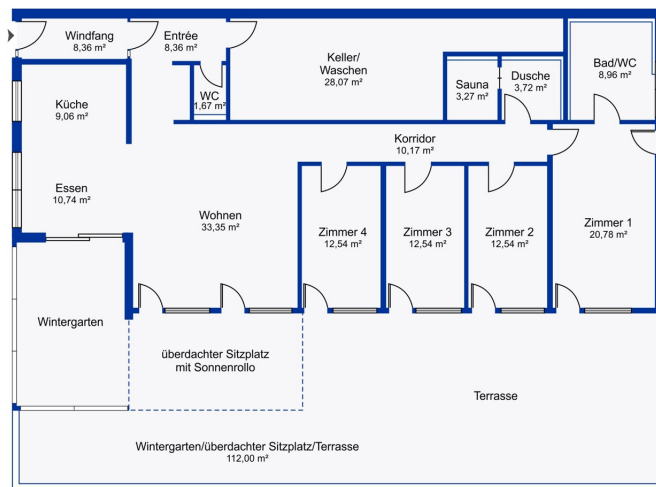 Windfang
8,36 m²
Entrée
8,36 m²
Keller/
Waschen
28,07 m²
Bad/WC
8,96 m²
Sauna
3,27 m²
Dusche
3,72 m²
WC
1,67 m²
Küche
9,06 m²
Korridor
10,17 m²
Essen
10,74 m²
Wohnen
33,35 m²
Zimmer 4
12,54 m²
Zimmer 3
12,54 m²
Zimmer 2
12,54 m²
Zimmer 1
20,78 m²
Wintergarten
überdachter Sitzplatz
mit Sonnenrollo
Terrasse
Wintergarten/überdachter Sitzplatz/Terrasse
112,00 m²